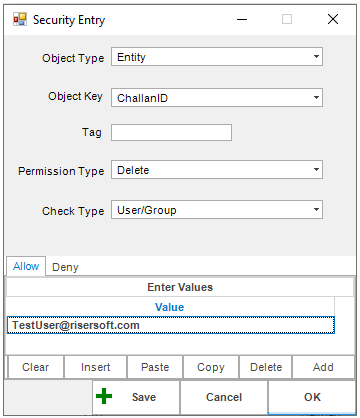 Security Entry
Object Type Entity
Object Key ChallanID
Tag
Permission Type Delete
Check Type User/Group
Allow Deny
Enter Values
Value
TestUser@risersoft.com
Clear Insert Paste Copy Delete Add
Save Cancel OK